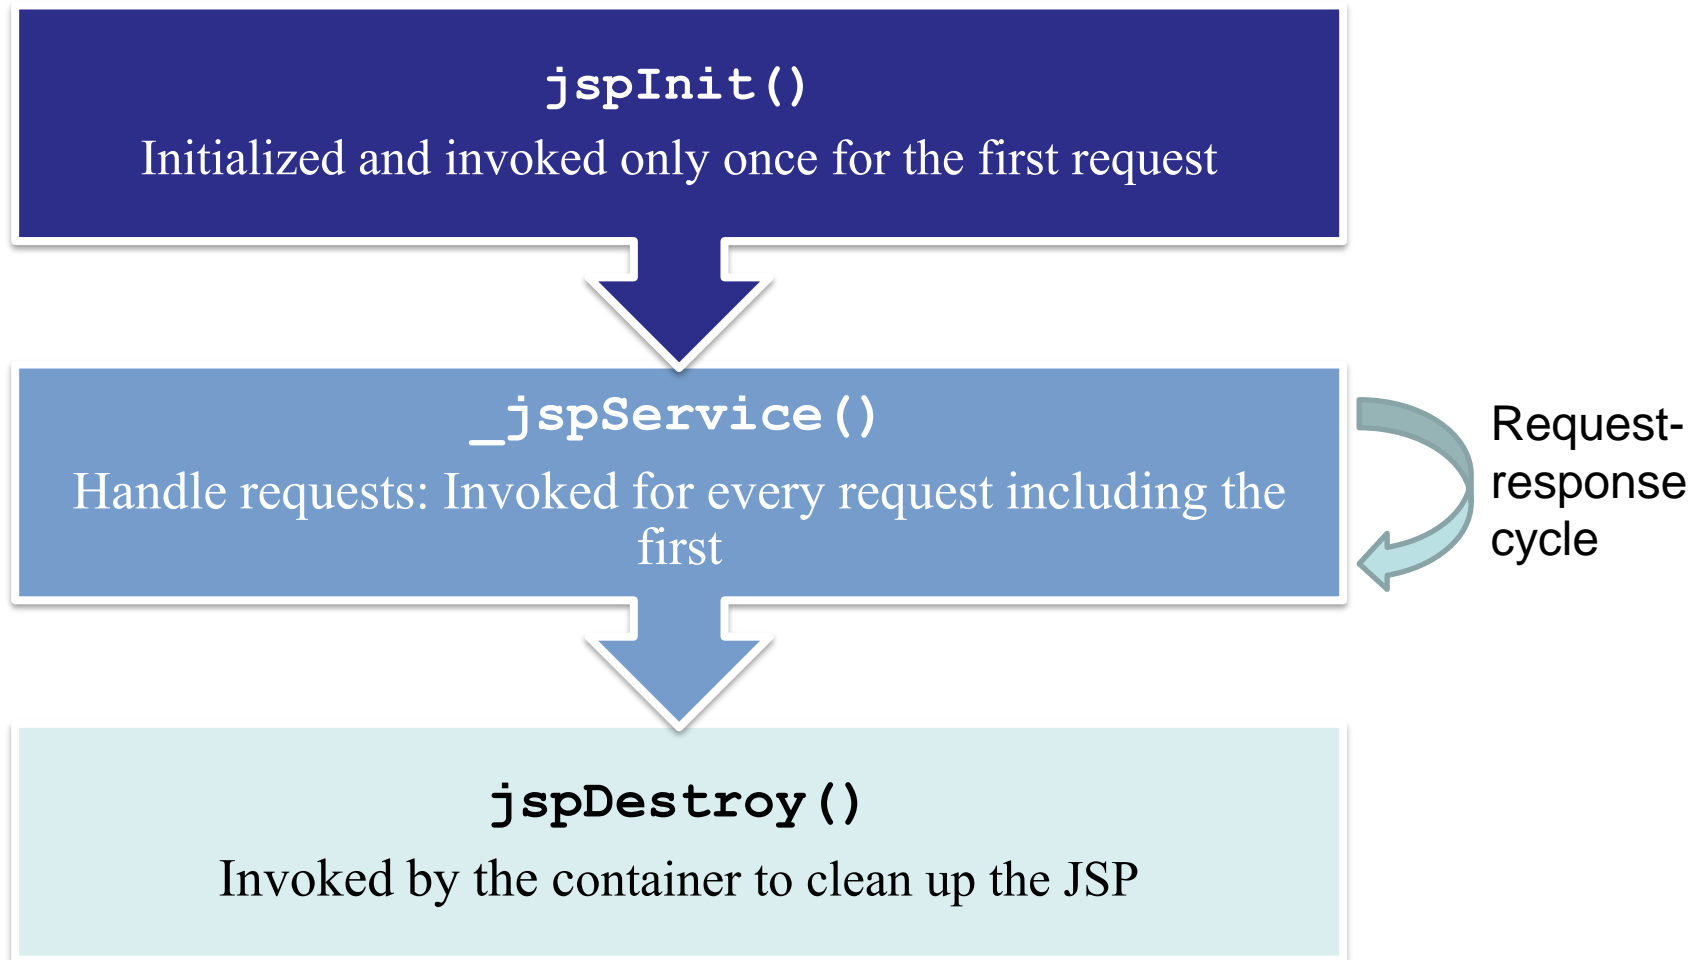 jspInit()
Initialized and invoked only once for the first request
_jspService()
Handle requests: Invoked for every request including the
first
Request-
response
cycle
jspDestroy()
Invoked by the container to clean up the JSP